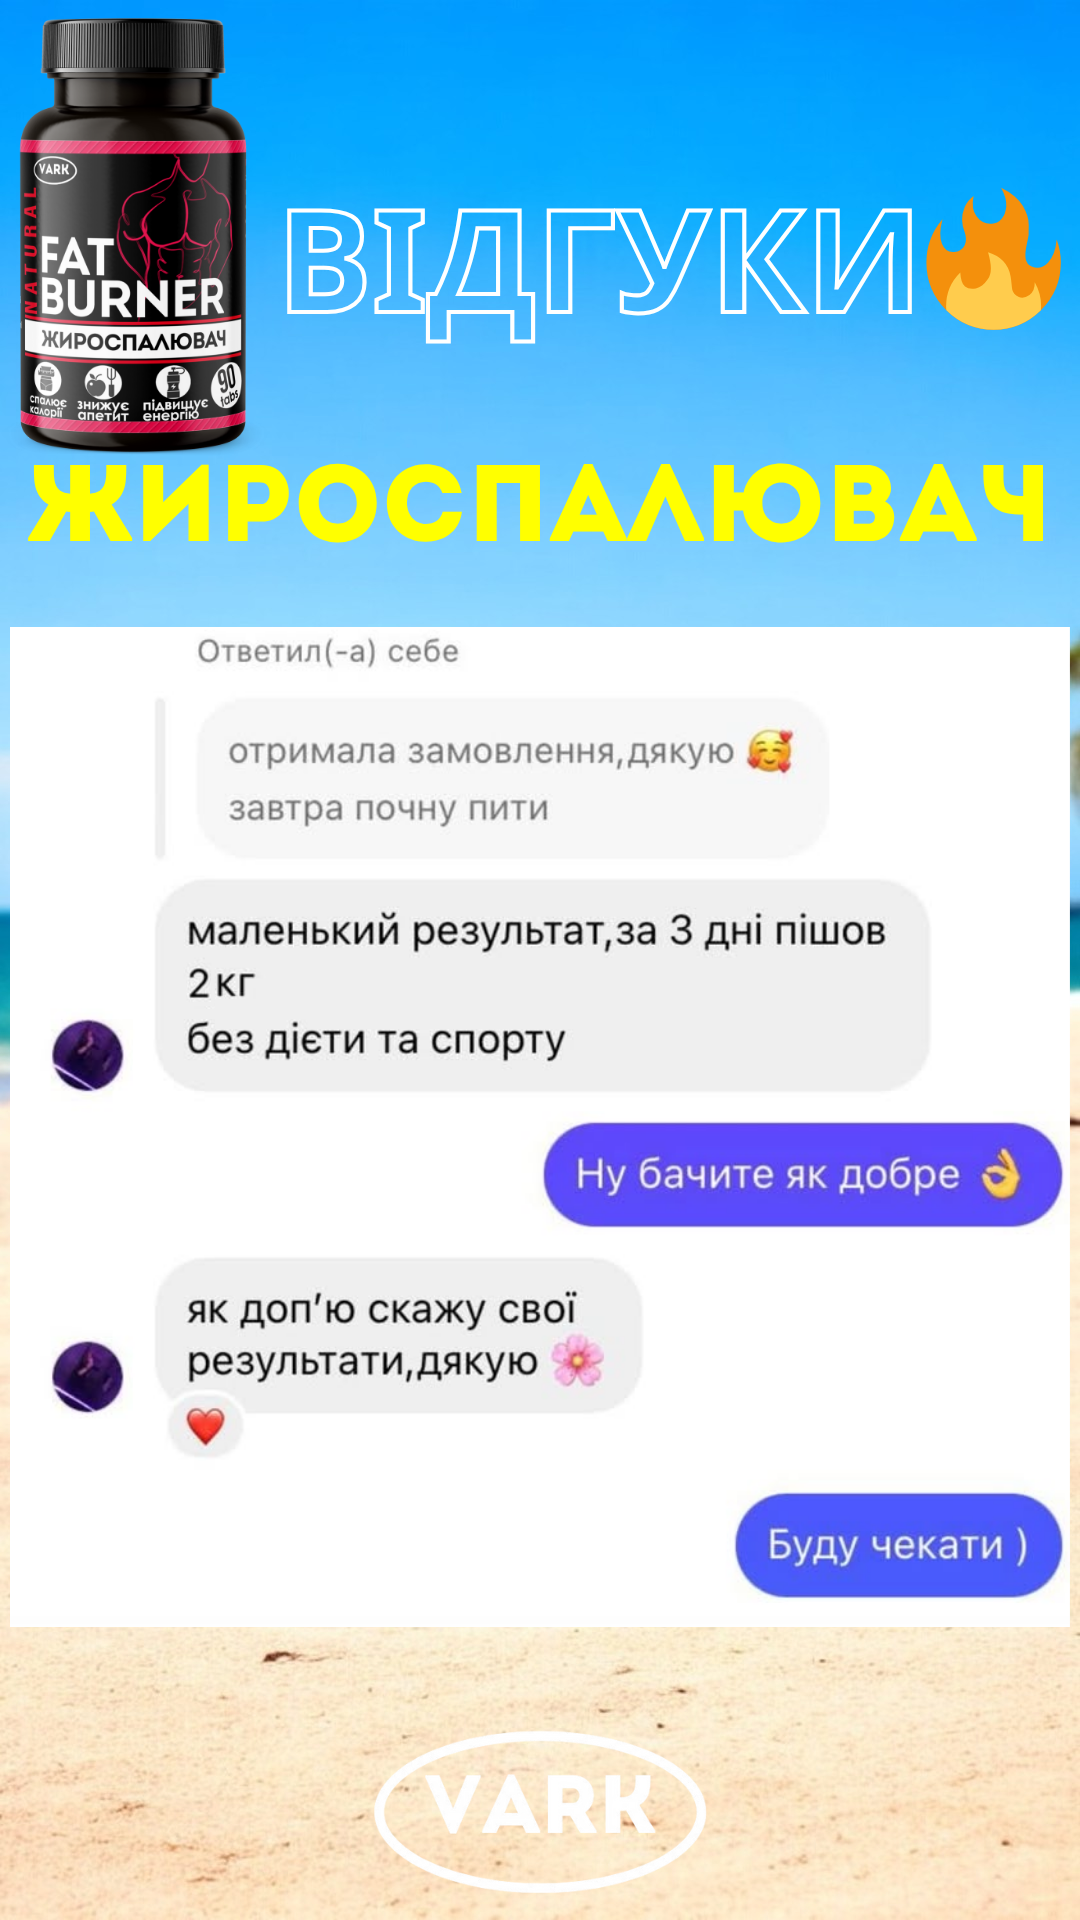 VARK
NATURAL
FAT
BURNER
ЖИРОСПАЛЮВАЧ
спалює
калорії
знижує
апетит
підвищує
енергію
90
tabs
ВІДГУКИ🔥
ЖИРОСПАЛЮВАЧ
Ответил(-а) себе
отримала замовлення,дякую 🥰
завтра почну пити
маленький результат,за 3 дні пішов
2 кг
без дієти та спорту
Ну бачите як добре 👌
як доп’ю скажу свої
результати,дякую 🌸
❤️
Буду чекати )
VARK